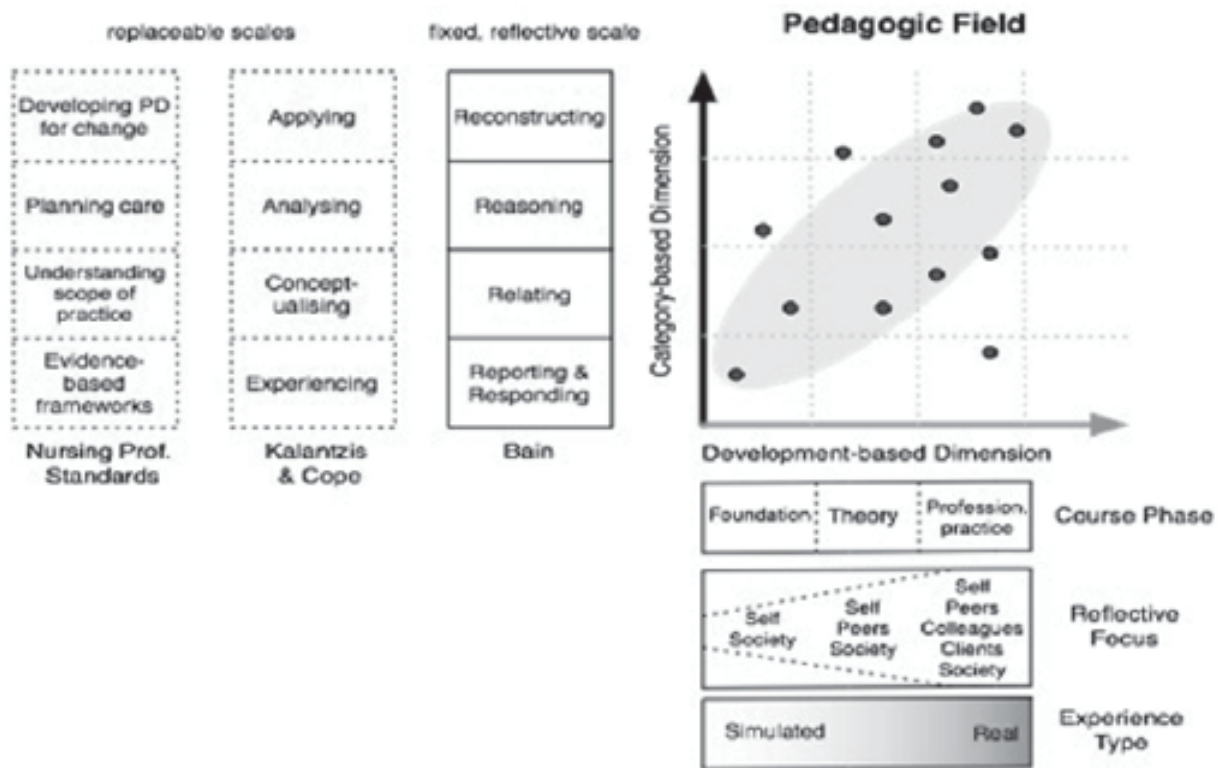 replaceable scales
fixed, reflective scale
Pedagogic Field
Developing PD
for change
Planning care
Understanding
scope of
practice
Evidence-
based
frameworks
Nursing Prof.
Standards
Applying
Analysing
Concept-
ualising
Experiencing
Kalantzis
& Cope
Reconstructing
Reasoning
Relating
Reporting &
Responding
Bain
Category-based Dimension
Development-based Dimension
Foundation
Theory
Profession.
practice
Course Phase
Self
Society
Self
Peers
Society
Self
Peers
Colleagues
Clients
Society
Reflective
Focus
Simulated
Real
Experience
Type